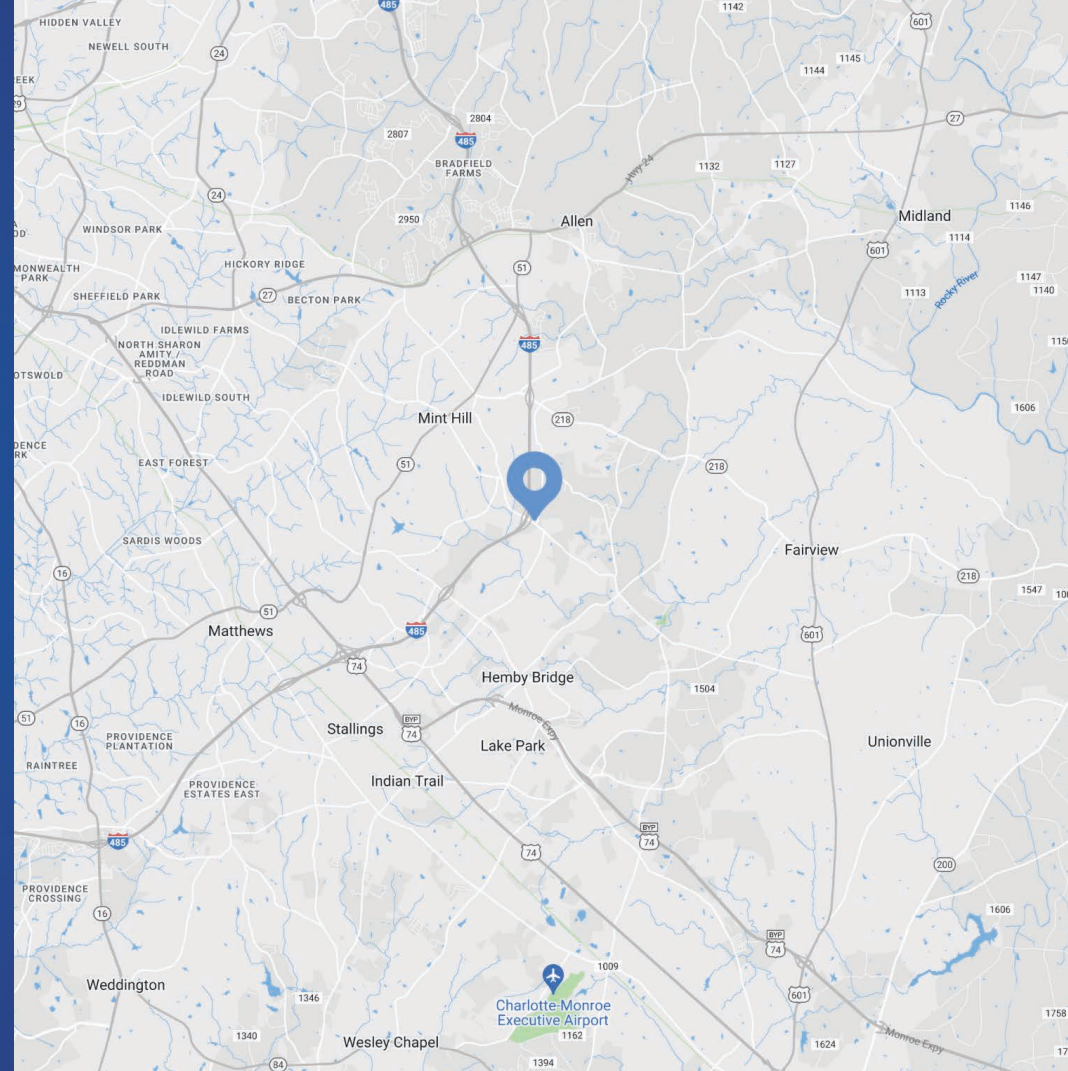 485
1142
601
HIDDEN VALLEY
NEWELL SOUTH
24
1145
1144
EEK
29
2804
27
2807
485
BRADFIELD
FARMS
Hwy 24
1132
1127
24
2950
Allen
Midland
1146
WINDSOR PARK
1114
601
MONWEALTH
PARK
HICKORY RIDGE
51
1147
Rocky River
1140
SHEFFIELD PARK
27
BECTON PARK
1113
IDLEWILD FARMS
485
NORTH SHARON
AMITY /
REDDMAN
ROAD
OTSWOLD
IDLEWILD SOUTH
1606
Mint Hill
218
DENCE
RK
EAST FOREST
51
218
SARDIS WOODS
Fairview
16
218
1547
51
Matthews
485
601
74
Hemby Bridge
1504
51
16
BYP
74
Monroe Expy
Stallings
PROVIDENCE
PLANTATION
Lake Park
Unionville
RAINTREE
Indian Trail
PROVIDENCE
ESTATES EAST
485
BYP
74
74
200
PROVIDENCE
CROSSING
16
1606
BYP
74
1009
Weddington
1346
Charlotte-Monroe
Executive Airport
601
1758
1340
Wesley Chapel
1162
1624
Monroe Expy
84
1394
17